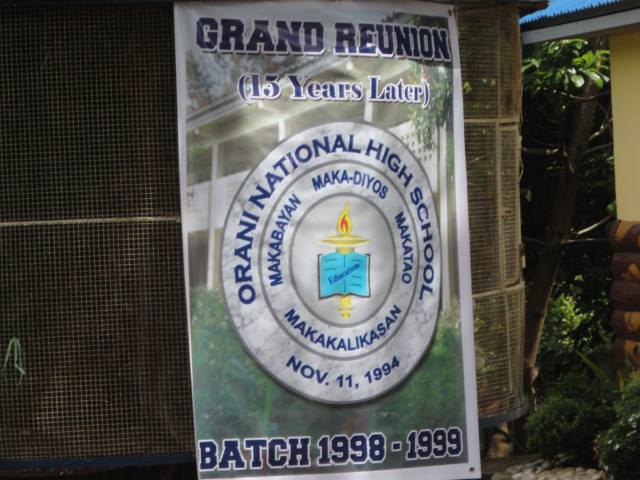 GRAND REUNION
(15 Years Later)
ORANI NATIONAL HIGH SCHOOL
MAKABAYAN MAKA-DIYOS MAKATAO
MAKAKALIKASAN
Education
NOV. 11, 1994
BATCH 1998 - 1999